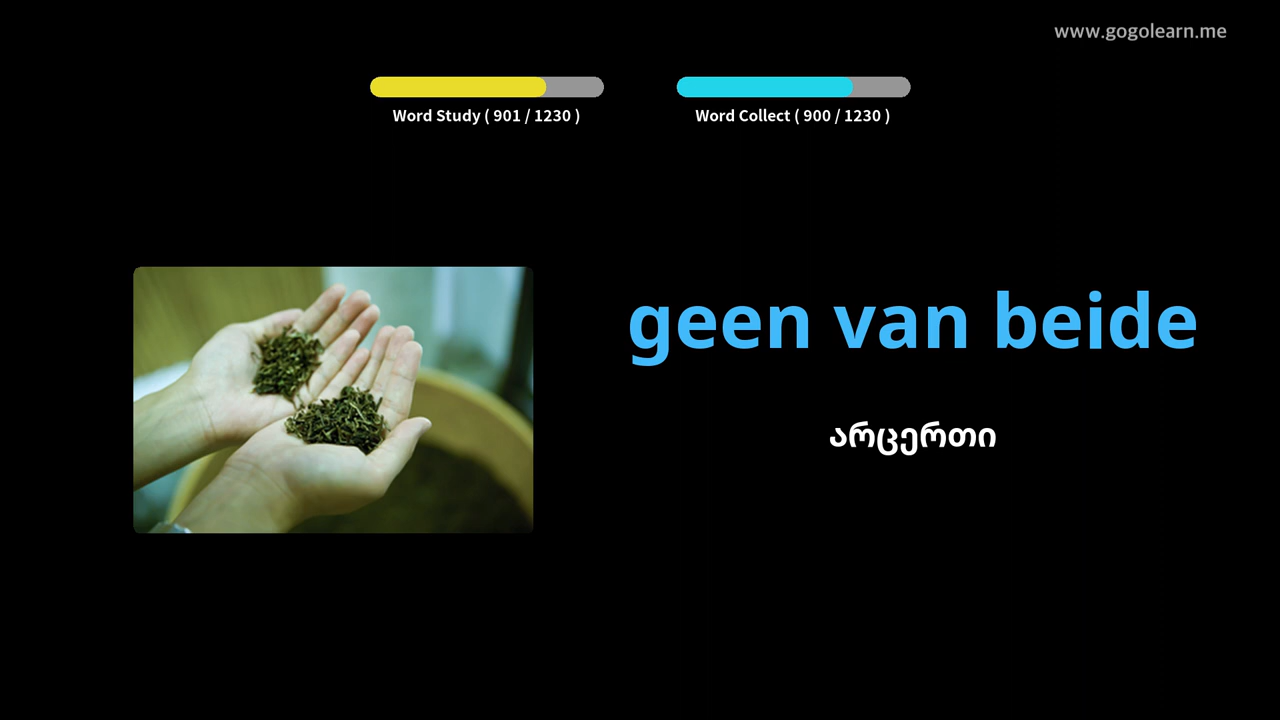 www.gogolearn.me
Word Study ( 901 / 1230 )
Word Collect ( 900 / 1230 )
geen van beide
არცერთი